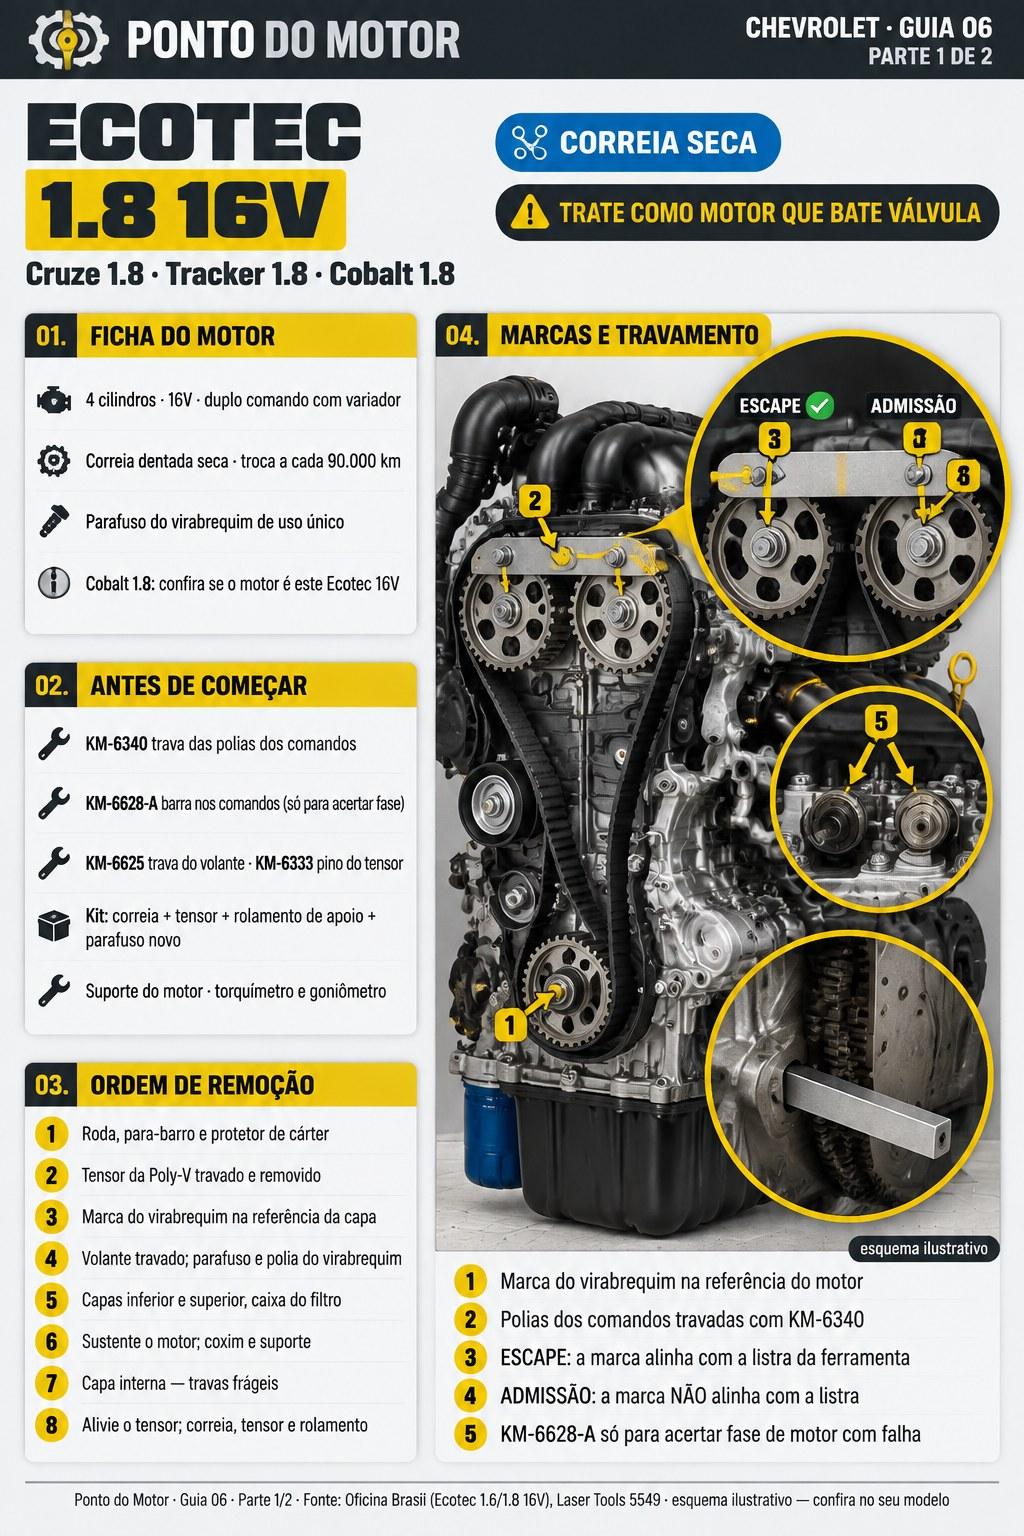 PONTO DO MOTOR
CHEVROLET · GUIA 06
PARTE 1 DE 2
ECOTEC
1.8 16V
Cruze 1.8 · Tracker 1.8 · Cobalt 1.8
CORREIA SECA
TRATE COMO MOTOR QUE BATE VÁLVULA
01. FICHA DO MOTOR
4 cilindros · 16V · duplo comando com variador
Correia dentada seca · troca a cada 90.000 km
Parafuso do virabrequim de uso único
Cobalt 1.8: confira se o motor é este Ecotec 16V
02. ANTES DE COMEÇAR
KM-6340 trava das polias dos comandos
KM-6628-A barra nos comandos (só para acertar fase)
KM-6625 trava do volante · KM-6333 pino do tensor
Kit: correia + tensor + rolamento de apoio +
parafuso novo
Suporte do motor · torquímetro e goniômetro
03. ORDEM DE REMOÇÃO
1 Roda, para-barro e protetor de cárter
2 Tensor da Poly-V travado e removido
3 Marca do virabrequim na referência da capa
4 Volante travado; parafuso e polia do virabrequim
5 Capas inferior e superior, caixa do filtro
6 Sustente o motor; coxim e suporte
7 Capa interna — travas frágeis
8 Alivie o tensor; correia, tensor e rolamento
04. MARCAS E TRAVAMENTO
ESCAPE ADMISSÃO
3
8
2
5
1
esquema ilustrativo
1 Marca do virabrequim na referência do motor
2 Polias dos comandos travadas com KM-6340
3 ESCAPE: a marca alinha com a listra da ferramenta
4 ADMISSÃO: a marca NÃO alinha com a listra
5 KM-6628-A só para acertar fase de motor com falha
Ponto do Motor · Guia 06 · Parte 1/2 · Fonte: Oficina Brasil (Ecotec 1.6/1.8 16V), Laser Tools 5549 · esquema ilustrativo — confira no seu modelo